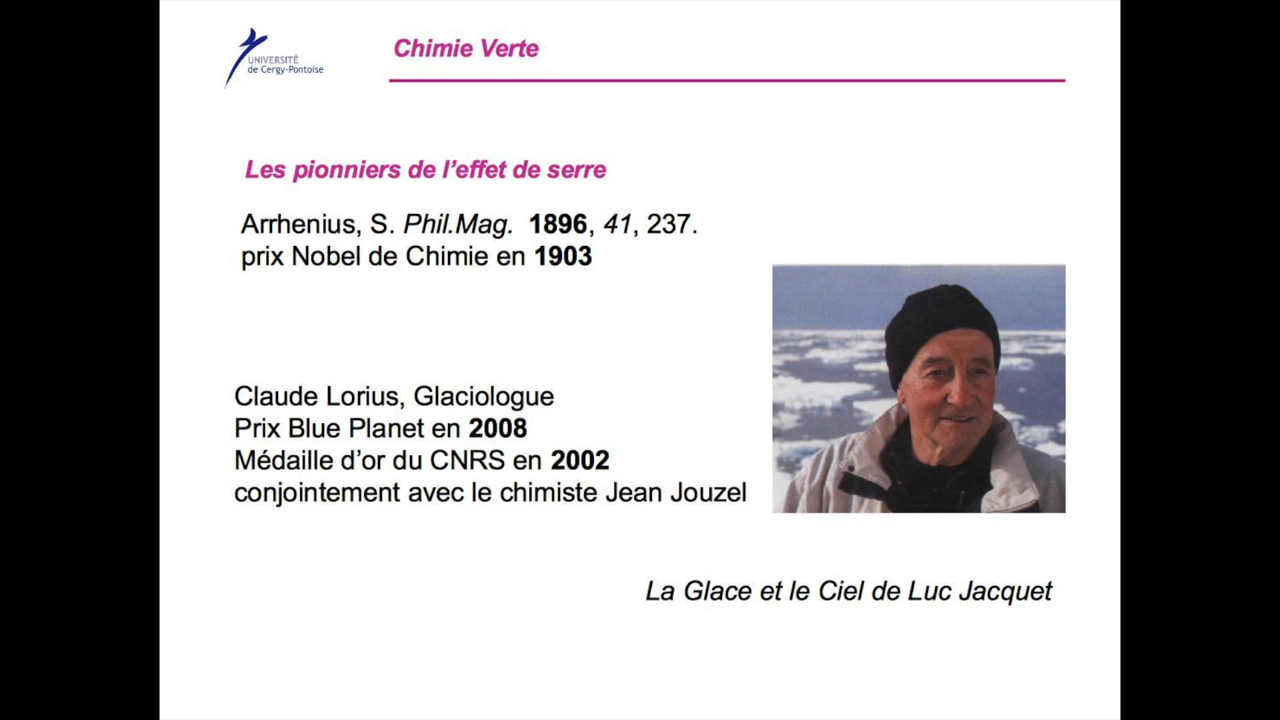 UNIVERSITÉ
de Cergy-Pontoise
Chimie Verte
Les pionniers de l’effet de serre
Arrhenius, S. Phil.Mag. 1896, 41, 237.
prix Nobel de Chimie en 1903
Claude Lorius, Glaciologue
Prix Blue Planet en 2008
Médaille d’or du CNRS en 2002
conjointement avec le chimiste Jean Jouzel
La Glace et le Ciel de Luc Jacquet